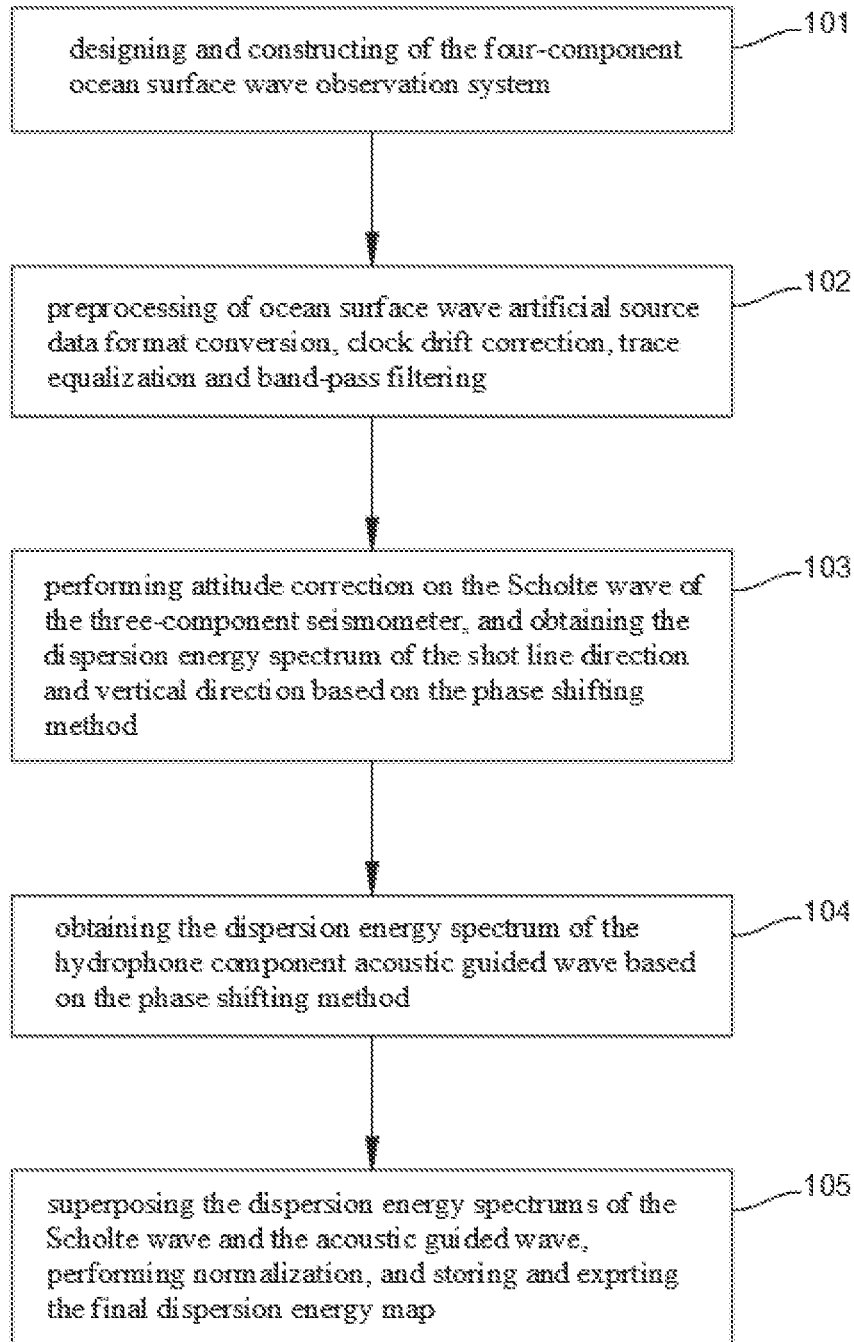 designing and constructing of the four-component
ocean surface wave observation system
101
preprocessing of ocean surface wave artificial source
data format conversion, clock drift correction, trace
equalization and band-pass filtering
102
performing attitude correction on the Scholte wave of
the three-component seismometer, and obtaining the
dispersion energy spectrum of the shot line direction
and vertical direction based on the phase shifting
method
103
obtaining the dispersion energy spectrum of the
hydrophone component acoustic guided wave based
on the phase shifting method
104
superposing the dispersion energy spectrums of the
Scholte wave and the acoustic guided wave,
performing normalization, and storing and exprting
the final dispersion energy map
105